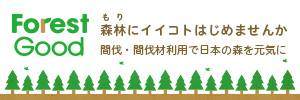 Forest
Good
もり
森林にイイコトはじめませんか
間伐・間伐材利用で日本の森を元気に